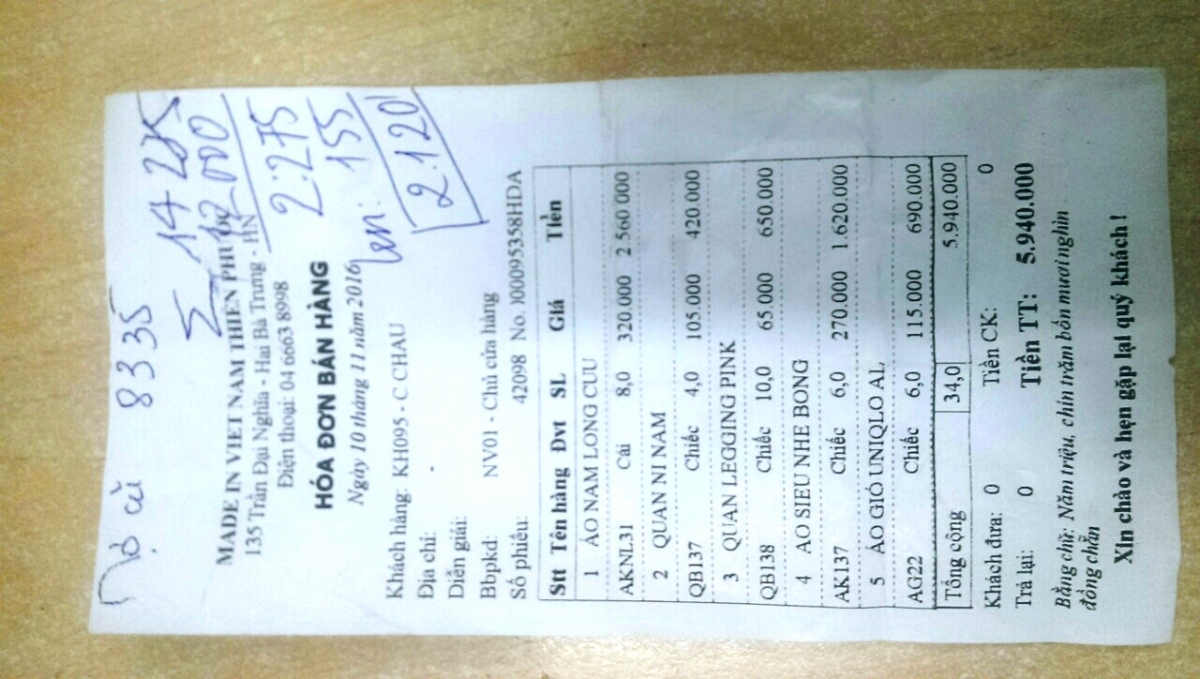 Nợ cũ 8335
Σ 14 275
12 000
MADE IN VIET NAM THIEN PHUOC
135 Trần Đại Nghĩa - Hai Bà Trưng - HN
2:275
Điện thoại: 04 6663 8998
155
HÓA ĐƠN BÁN HÀNG
Ngày 10 tháng 11 năm 2016
2.120
Khách hàng: KH095 - C CHAU
Địa chỉ: -
Diễn giải:
Bbpkd: NV01 - Chủ cửa hàng
Số phiếu: 42098 No. J00095358HDA
Stt Tên hàng Đvt SL Giá Tiền
1 ÁO NAM LONG CUU
AKNL31 Cái 8,0 320.000 2.560.000
2 QUAN NI NAM
QB137 Chiếc 4,0 105.000 420.000
3 QUAN LEGGING PINK
QB138 Chiếc 10,0 65.000 650.000
4 AO SIEU NHE BONG
AK137 Chiếc 6,0 270.000 1.620.000
5 ÁO GIÓ UNIQLO AL
AG22 Chiếc 6,0 115.000 690.000
Tổng cộng 34,0 5.940.000
Khách đưa: 0 Tiền CK: 0
Trả lại: 0 Tiền TT: 5.940.000
Bằng chữ: Năm triệu, chín trăm bốn mươi nghìn
đồng chẵn
Xin chào và hẹn gặp lại quý khách !